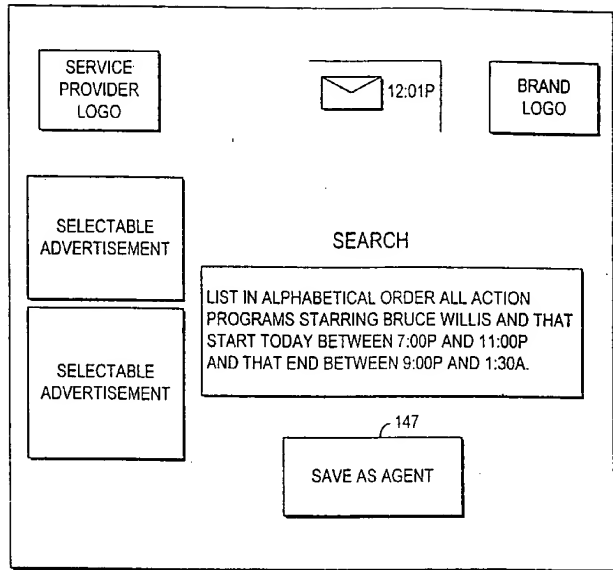 SERVICE
PROVIDER
LOGO
12:01P
BRAND
LOGO
SELECTABLE
ADVERTISEMENT
SEARCH
LIST IN ALPHABETICAL ORDER ALL ACTION
PROGRAMS STARRING BRUCE WILLIS AND THAT
START TODAY BETWEEN 7:00P AND 11:00P
AND THAT END BETWEEN 9:00P AND 1:30A.
SELECTABLE
ADVERTISEMENT
147
SAVE AS AGENT